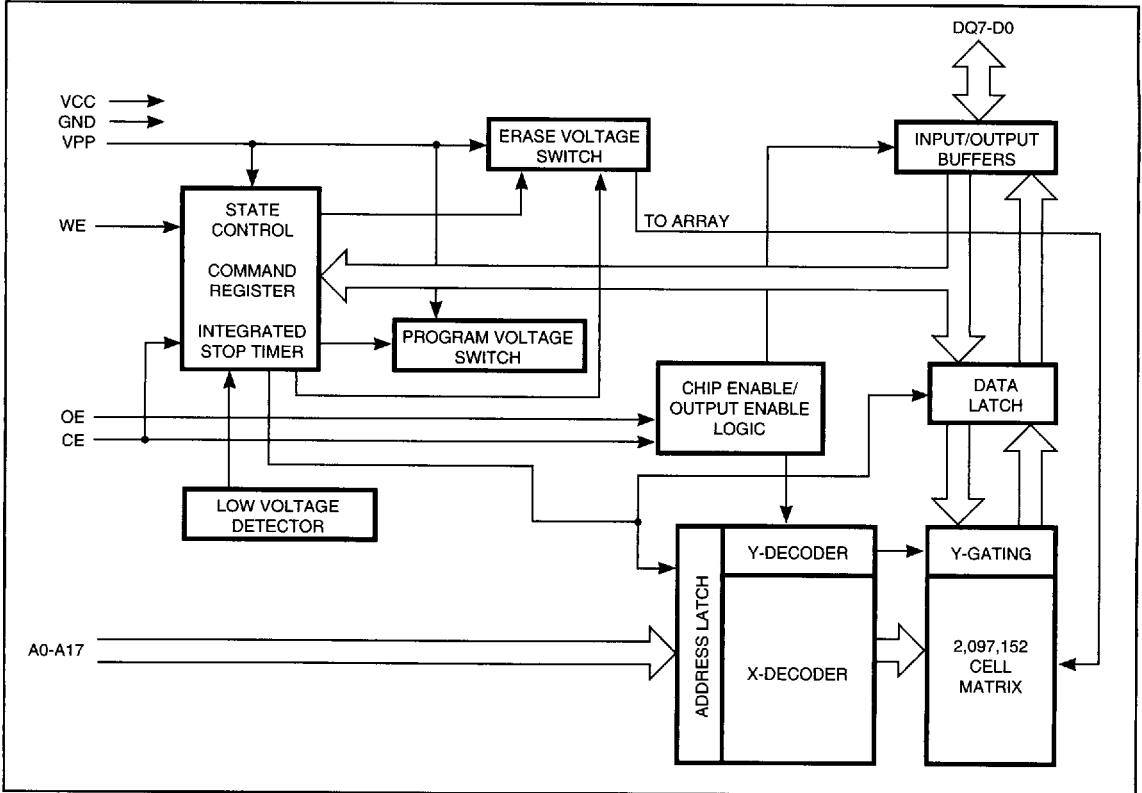 DQ7-D0
VCC
GND
VPP
ERASE VOLTAGE
SWITCH
INPUT/OUTPUT
BUFFERS
WE
STATE
CONTROL
COMMAND
REGISTER
INTEGRATED
STOP TIMER
TO ARRAY
PROGRAM VOLTAGE
SWITCH
CHIP ENABLE/
OUTPUT ENABLE
LOGIC
DATA
LATCH
OE
CE
LOW VOLTAGE
DETECTOR
ADDRESS LATCH
Y-DECODER
Y-GATING
A0-A17
X-DECODER
2,097,152
CELL
MATRIX